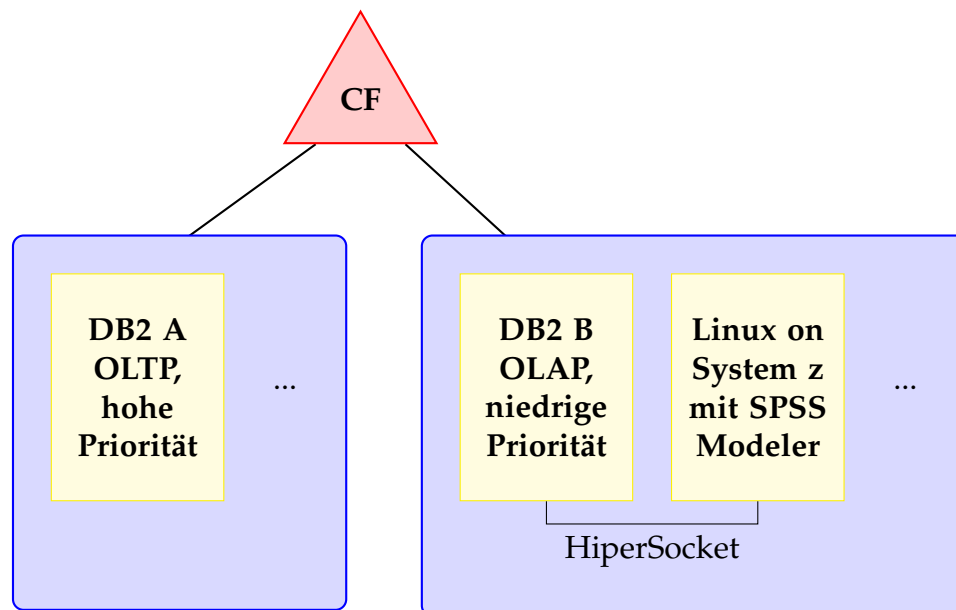 CF
DB2 A
OLTP,
hohe
Priorität
...
DB2 B
OLAP,
niedrige
Priorität
Linux on
System z
mit SPSS
Modeler
...
HiperSocket